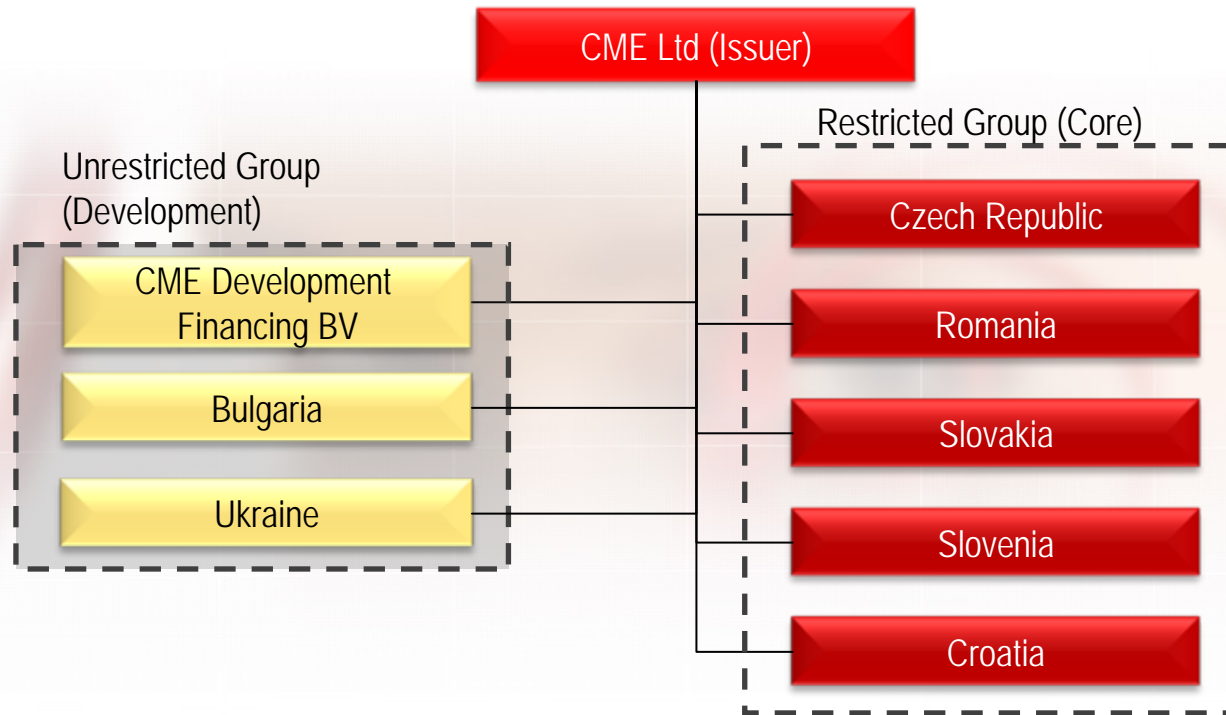 CME Ltd (Issuer)
Unrestricted Group
(Development)
CME Development
Financing BV
Bulgaria
Ukraine
Restricted Group (Core)
Czech Republic
Romania
Slovakia
Slovenia
Croatia